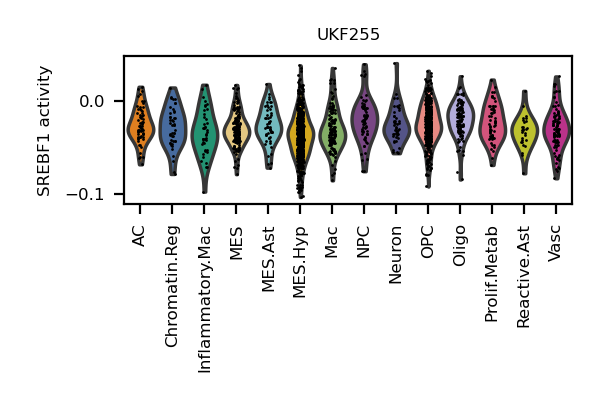 UKF255
SREBF1 activity
0.0
−0.1
AC
Chromatin.Reg
Inflammatory.Mac
MES
MES.Ast
MES.Hyp
Mac
NPC
Neuron
OPC
Oligo
Prolif.Metab
Reactive.Ast
Vasc